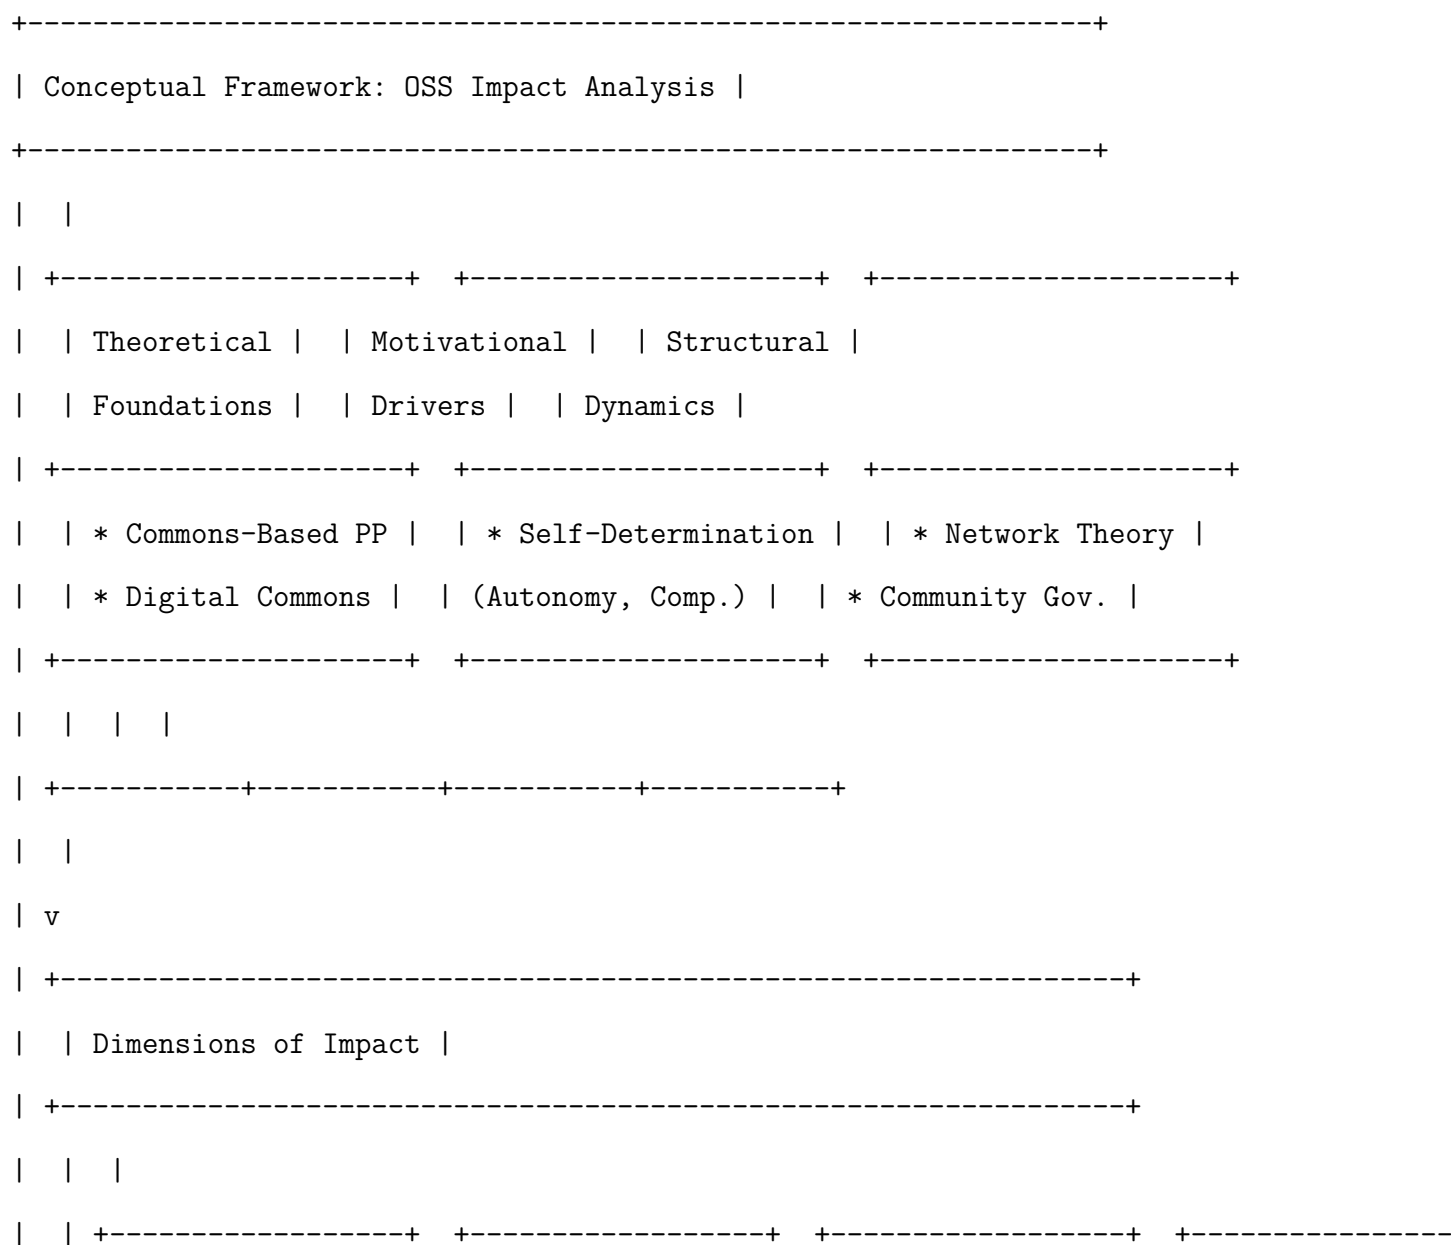 +-----------------------------------------------------------------+
| Conceptual Framework: OSS Impact Analysis |
+-----------------------------------------------------------------+
| |
| +---------------------+ +---------------------+ +---------------------+
| | Theoretical | | Motivational | | Structural |
| | Foundations | | Drivers | | Dynamics |
| +---------------------+ +---------------------+ +---------------------+
| | * Commons-Based PP | | * Self-Determination | | * Network Theory |
| | * Digital Commons | | (Autonomy, Comp.) | | * Community Gov. |
| +---------------------+ +---------------------+ +---------------------+
| | | |
| +-----------+-----------+-----------+-----------+
| |
| v
| +-----------------------------------------------------------------+
| | Dimensions of Impact |
| +-----------------------------------------------------------------+
| | |
| | +------------------+ +------------------+ +------------------+ +----------------